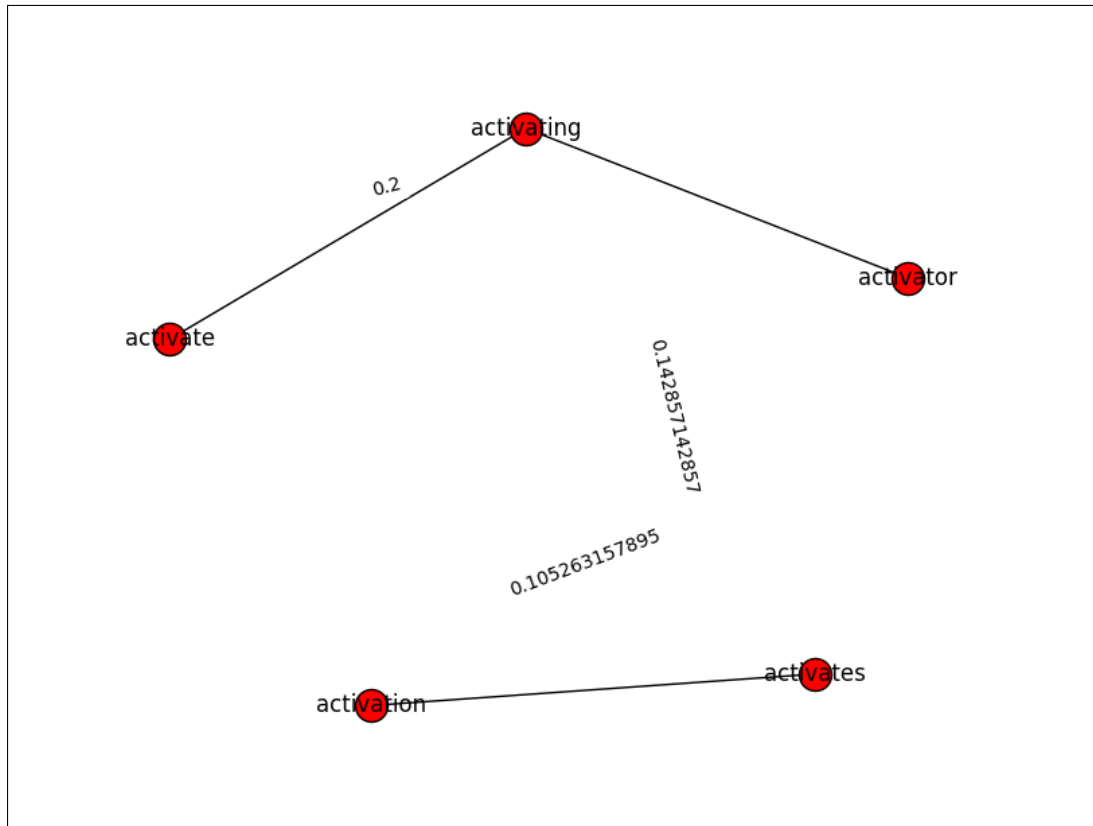 activating
0.2
activator
activate
0.142857142857
0.105263157895
activates
activation